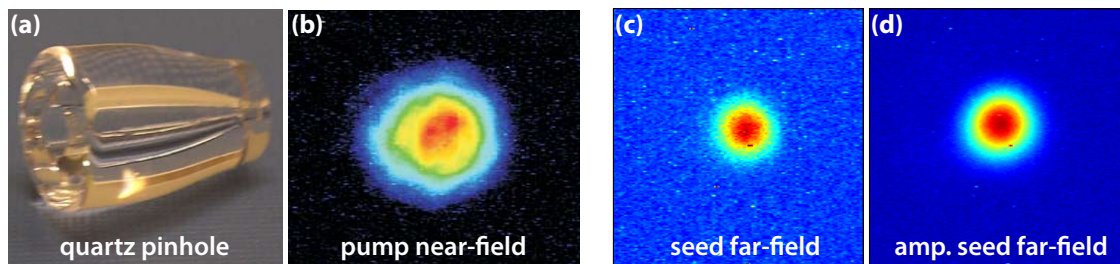 (a)
quartz pinhole
(b)
pump near-field
(c)
seed far-field
(d)
amp. seed far-field